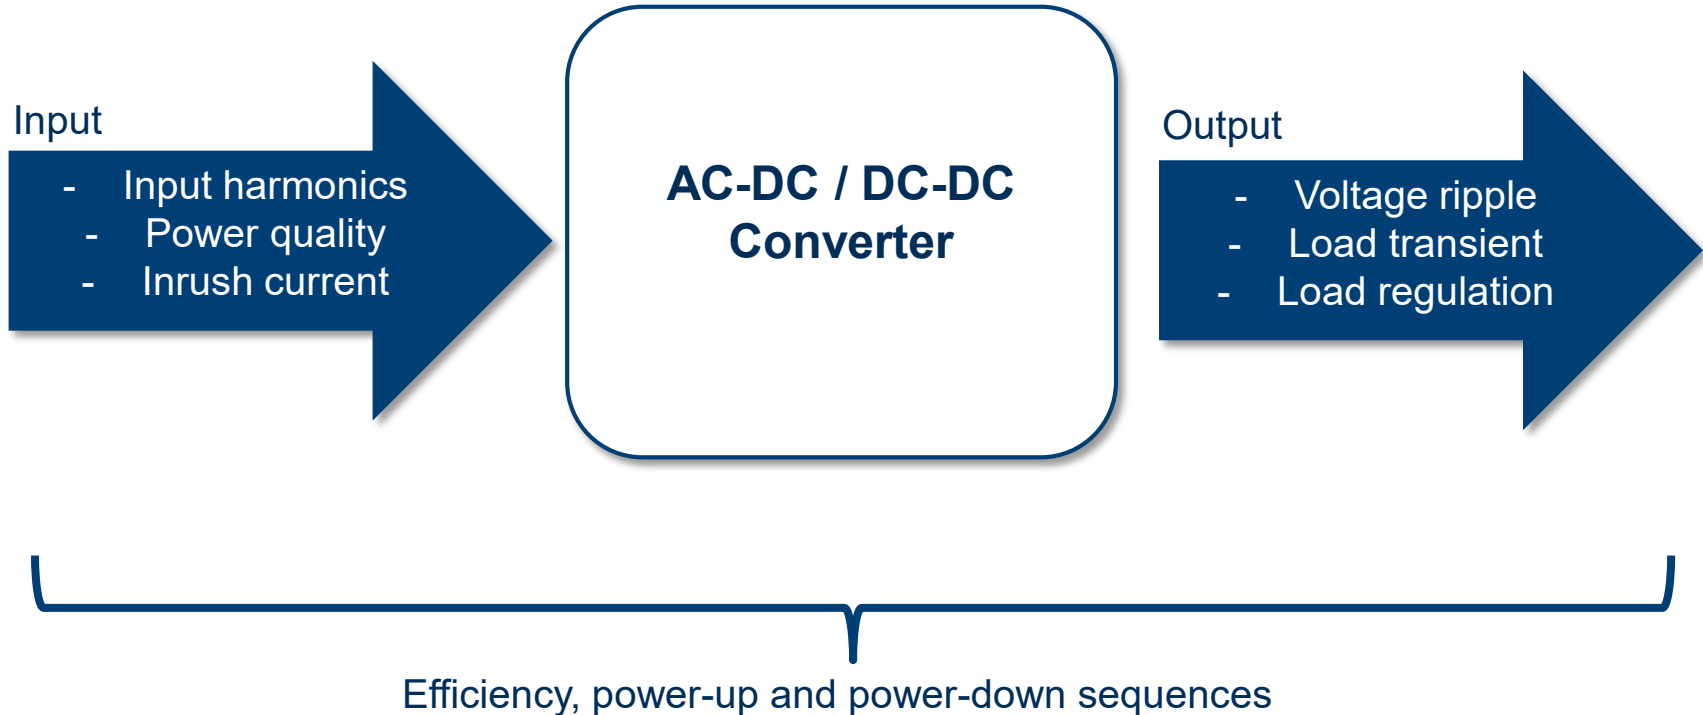 Input
- Input harmonics
- Power quality
- Inrush current
AC-DC / DC-DC
Converter
Output
- Voltage ripple
- Load transient
- Load regulation
Efficiency, power-up and power-down sequences